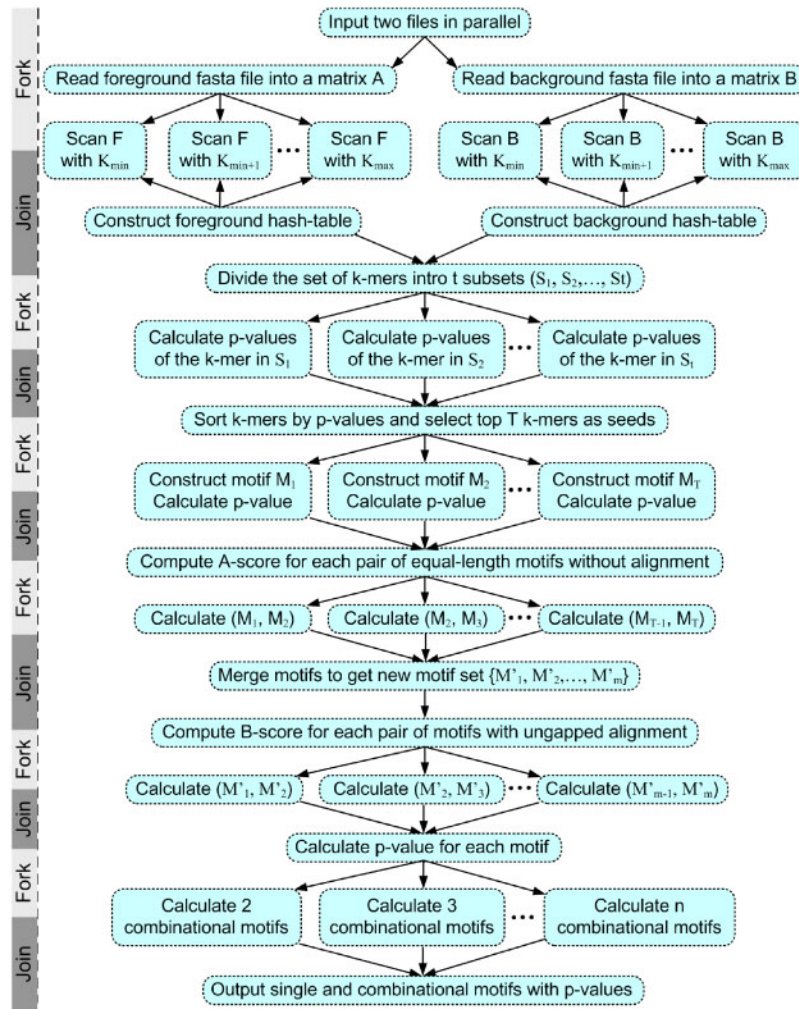 Input two files in parallel
Read foreground fasta file into a matrix A
Read background fasta file into a matrix B
Scan F
with Kmin
Scan F
with Kmin+1
...
Scan F
with Kmax
Scan B
with Kmin
Scan B
with Kmin+1
...
Scan B
with Kmax
Construct foreground hash-table
Construct background hash-table
Divide the set of k-mers intro t subsets (S1, S2,..., St)
Calculate p-values
of the k-mer in S1
Calculate p-values
of the k-mer in S2
...
Calculate p-values
of the k-mer in St
Sort k-mers by p-values and select top T k-mers as seeds
Construct motif M1
Calculate p-value
Construct motif M2
Calculate p-value
...
Construct motif MT
Calculate p-value
Compute A-score for each pair of equal-length motifs without alignment
Calculate (M1, M2)
Calculate (M2, M3)
...
Calculate (MT-1, MT)
Merge motifs to get new motif set {M'1, M'2,..., M'm}
Compute B-score for each pair of motifs with ungapped alignment
Calculate (M'1, M'2)
Calculate (M'2, M'3)
...
Calculate (M'm-1, M'm)
Calculate p-value for each motif
Calculate 2
combinational motifs
Calculate 3
combinational motifs
...
Calculate n
combinational motifs
Output single and combinational motifs with p-values
Fork
Join
Fork
Join
Fork
Join
Fork
Join
Fork
Join
Fork
Join